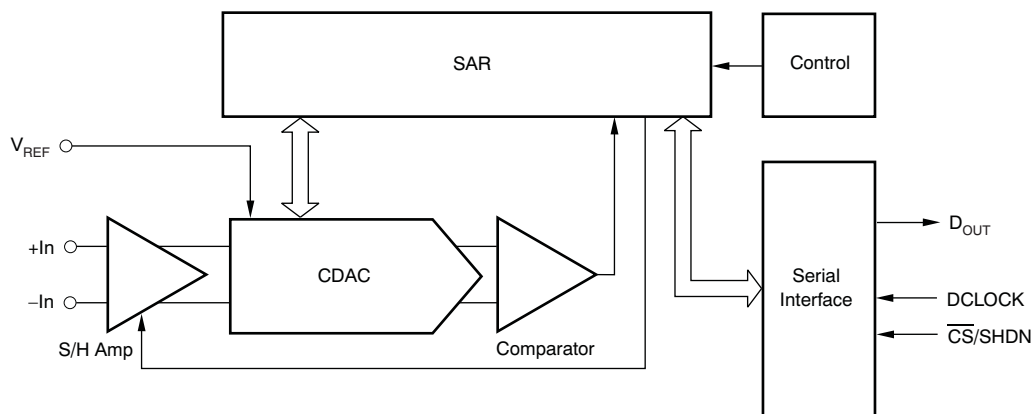 SAR
Control
VREF
+In
–In
CDAC
S/H Amp
Comparator
Serial
Interface
DOUT
DCLOCK
CS/SHDN